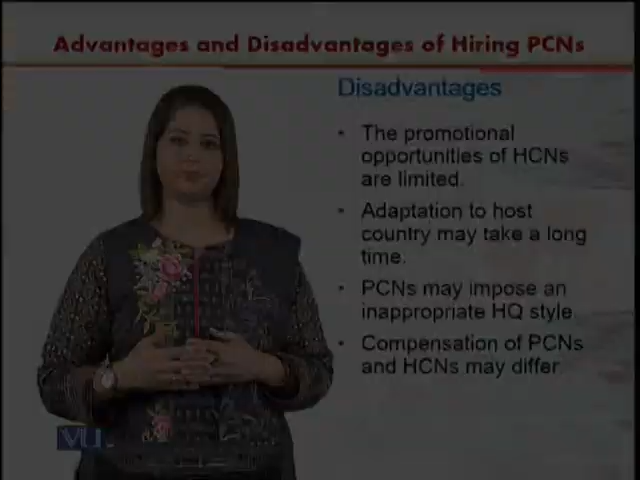 Advantages and Disadvantages of Hiring PCNs
Disadvantages
• The promotional
opportunities of HCNs
are limited.
• Adaptation to host
country may take a long
time.
• PCNs may impose an
inappropriate HQ style.
• Compensation of PCNs
and HCNs may differ
VU